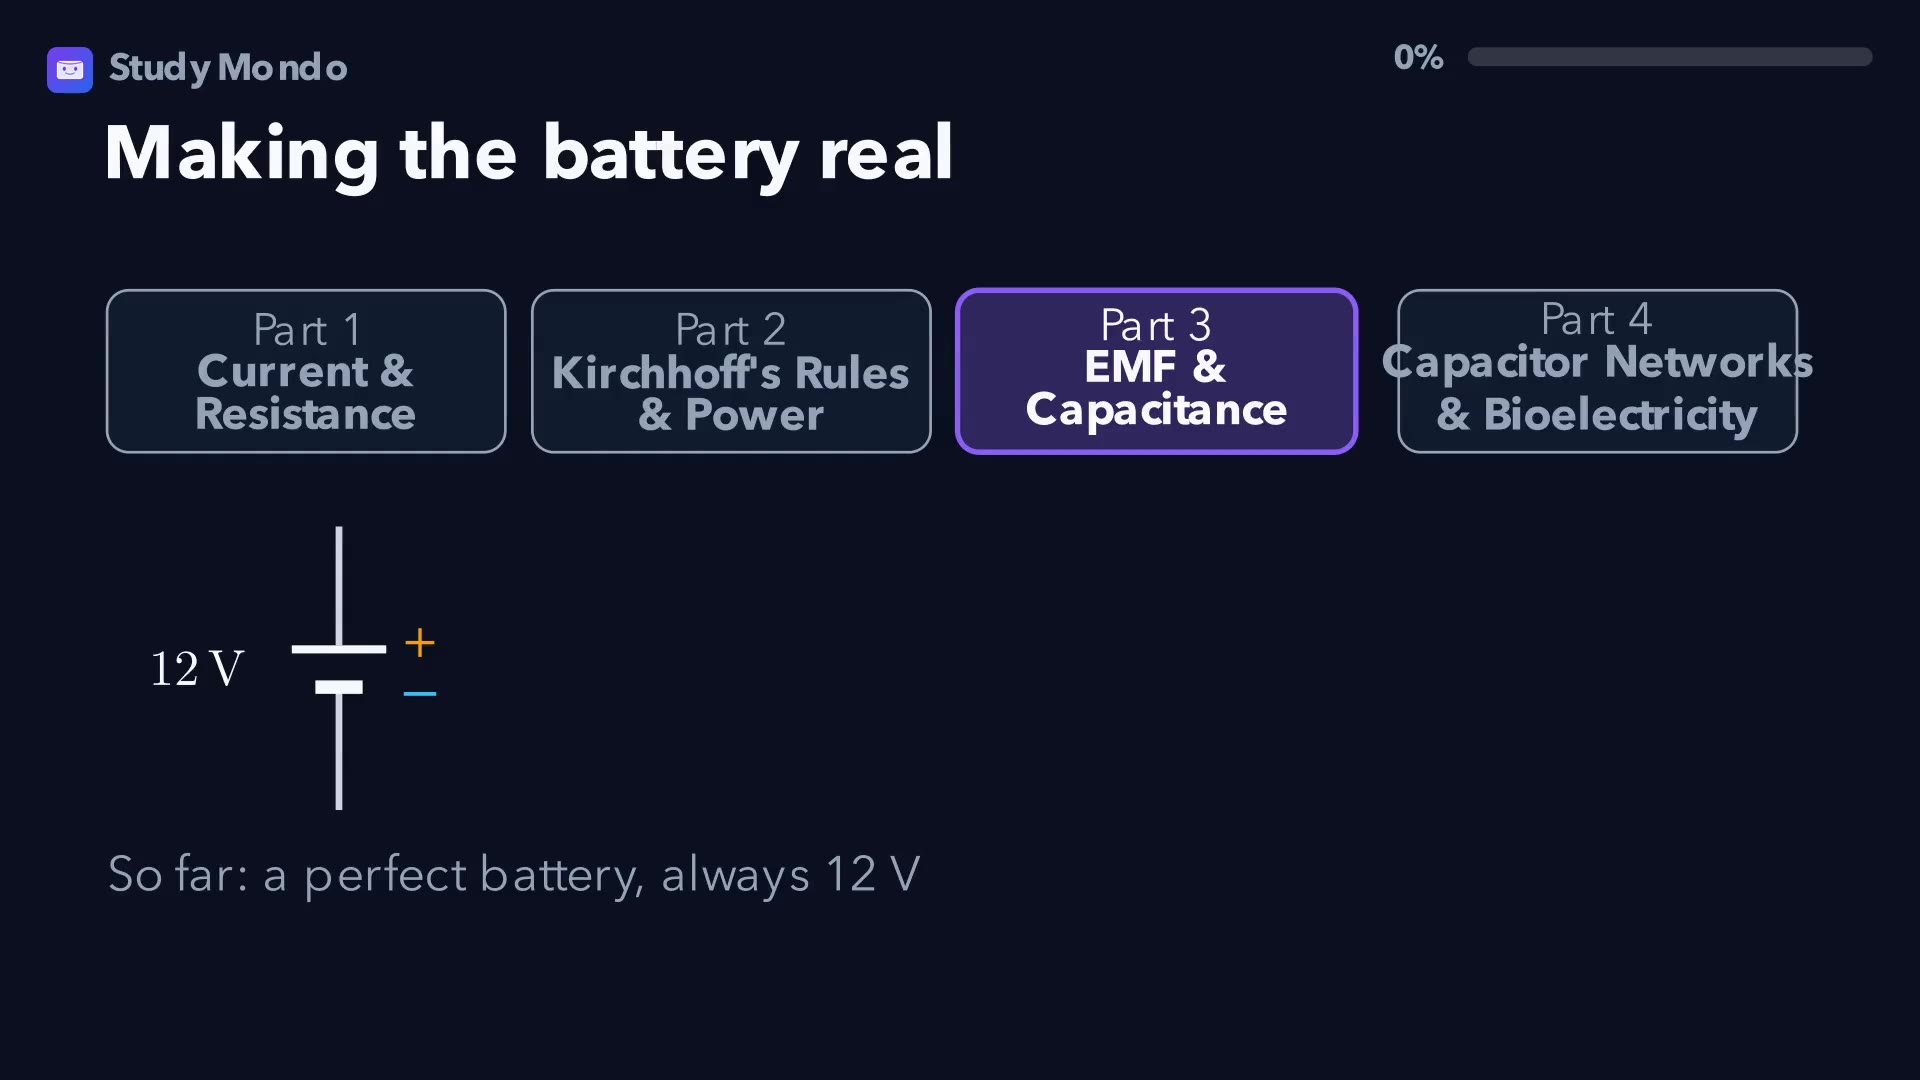 Study Mondo
0%
Making the battery real
Part 1
Current &
Resistance
Part 2
Kirchhoff's Rules
& Power
Part 3
EMF &
Capacitance
Part 4
Capacitor Networks
& Bioelectricity
12 V
+
−
So far: a perfect battery, always 12 V